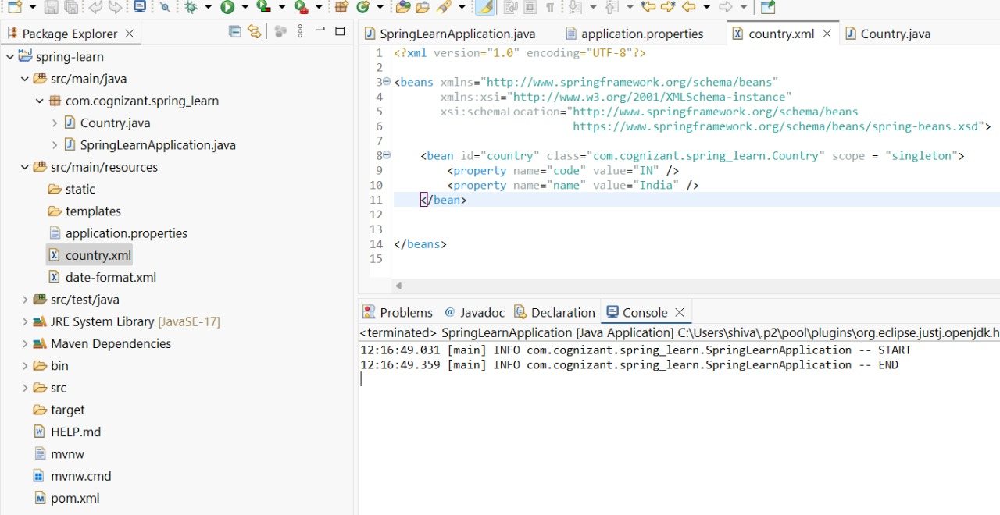 Package Explorer
spring-learn
src/main/java
com.cognizant.spring_learn
Country.java
SpringLearnApplication.java
src/main/resources
static
templates
application.properties
country.xml
date-format.xml
src/test/java
JRE System Library [JavaSE-17]
Maven Dependencies
bin
src
target
HELP.md
mvnw
mvnw.cmd
pom.xml
SpringLearnApplication.java application.properties country.xml Country.java
1 <?xml version="1.0" encoding="UTF-8"?>
2
3 <beans xmlns="http://www.springframework.org/schema/beans"
4 xmlns:xsi="http://www.w3.org/2001/XMLSchema-instance"
5 xsi:schemaLocation="http://www.springframework.org/schema/beans
6 https://www.springframework.org/schema/beans/spring-beans.xsd">
7
8 <bean id="country" class="com.cognizant.spring_learn.Country" scope = "singleton">
9 <property name="code" value="IN" />
10 <property name="name" value="India" />
11 </bean>
12
13
14 </beans>
15
Problems @ Javadoc Declaration Console
<terminated> SpringLearnApplication [Java Application] C:\Users\shiva\.p2\pool\plugins\org.eclipse.justj.openjdk.h
12:16:49.031 [main] INFO com.cognizant.spring_learn.SpringLearnApplication -- START
12:16:49.359 [main] INFO com.cognizant.spring_learn.SpringLearnApplication -- END